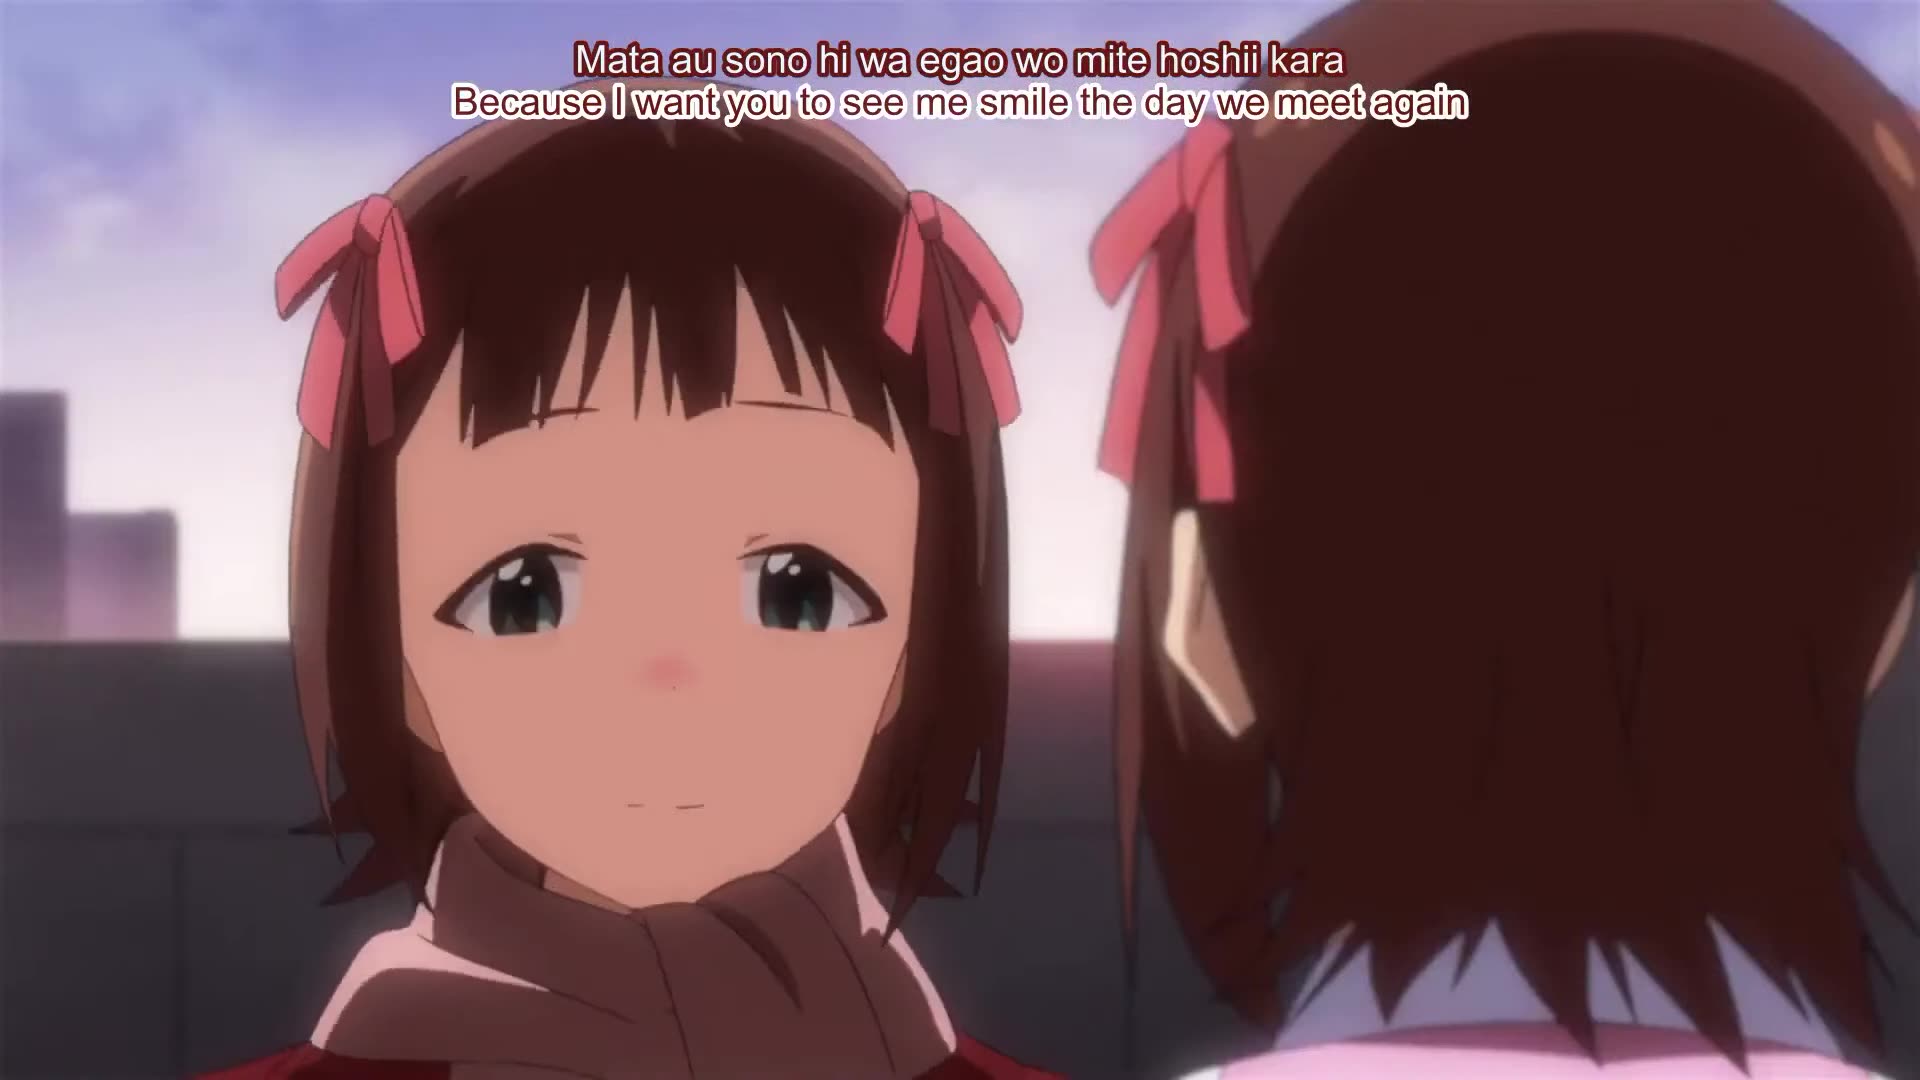 Mata au sono hi wa egao wo mite hoshii kara
Because I want you to see me smile the day we meet again